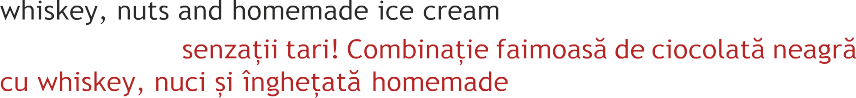 whiskey, nuts and homemade ice cream
senzații tari! Combinație faimoasă de ciocolată neagră
cu whiskey, nuci și înghețată homemade